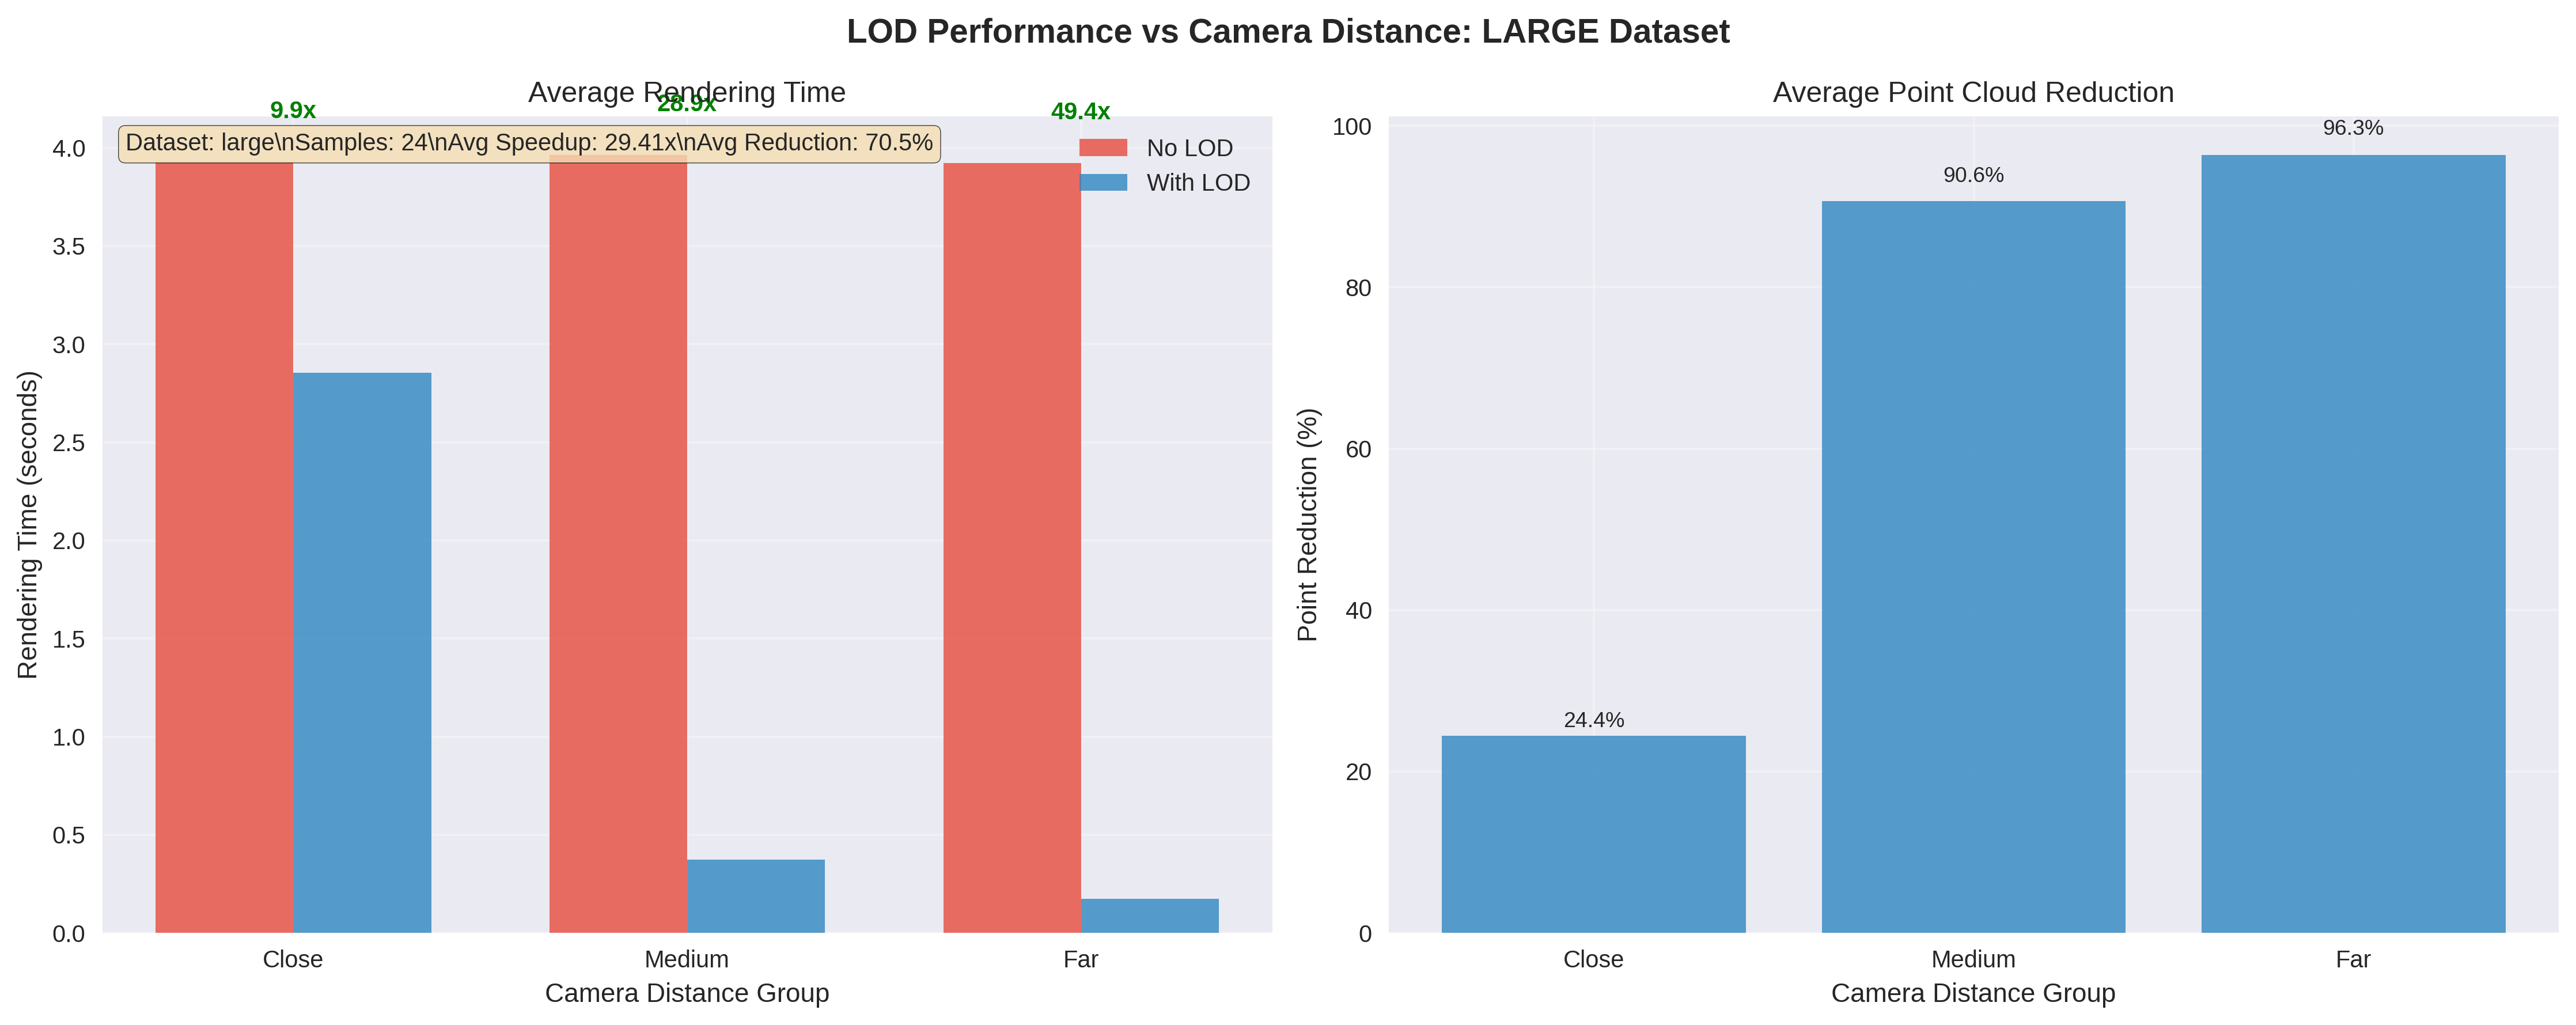 LOD Performance vs Camera Distance: LARGE Dataset
Average Rendering Time
9.9x
28.9x
49.4x
Dataset: large\nSamples: 24\nAvg Speedup: 29.41x\nAvg Reduction: 70.5%
No LOD
With LOD
4.0
3.5
3.0
2.5
2.0
1.5
1.0
0.5
0.0
Rendering Time (seconds)
Close
Medium
Far
Camera Distance Group
Average Point Cloud Reduction
100
80
60
40
20
0
Point Reduction (%)
24.4%
90.6%
96.3%
Close
Medium
Far
Camera Distance Group